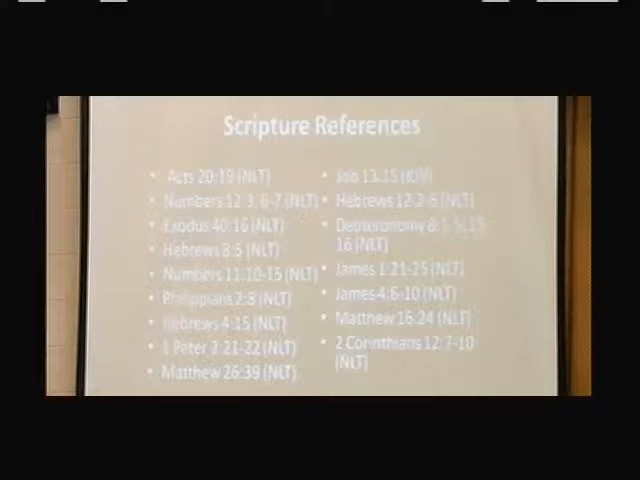 Scripture References
• Acts 20:19 (NLT)
• Numbers 12:3, 6-7 (NLT)
• Exodus 40:16 (NLT)
• Hebrews 3:5 (NLT)
• Numbers 11:10-15 (NLT)
• Philippians 2:8 (NLT)
• Hebrews 4:15 (NLT)
• 1 Peter 2:21-22 (NLT)
• Matthew 26:39 (NLT)
• Job 13:15 (KJV)
• Hebrews 12:2-6 (NLT)
• Deuteronomy
16 (NLT)
• James 1:21-25 (NLT)
• James 4:6-10 (NLT)
• Matthew 16:24 (NLT)
• 2 Corinthians 12:7-10
(NLT)